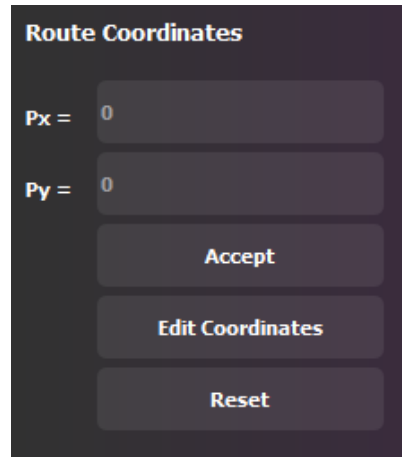 Route Coordinates
Px = 0
Py = 0
Accept
Edit Coordinates
Reset